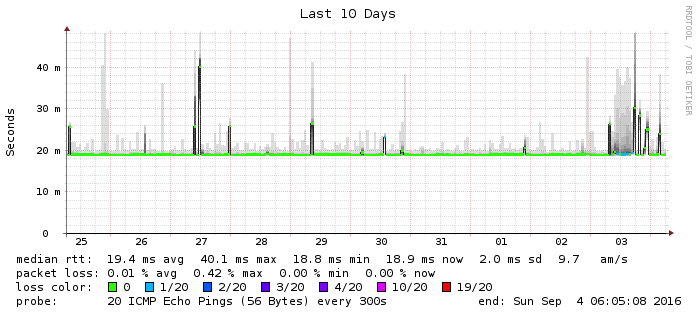 Last 10 Days
RRDTOOL / TOBI OETIKER
Seconds
40 m
30 m
20 m
10 m
0
25 26 27 28 29 30 31 01 02 03
median rtt: 19.4 ms avg 40.1 ms max 18.8 ms min 18.9 ms now 2.0 ms sd 9.7 am/s
packet loss: 0.01 % avg 0.42 % max 0.00 % min 0.00 % now
loss color: 0 1/20 2/20 3/20 4/20 10/20 19/20
probe: 20 ICMP Echo Pings (56 Bytes) every 300s end: Sun Sep 4 06:05:08 2016